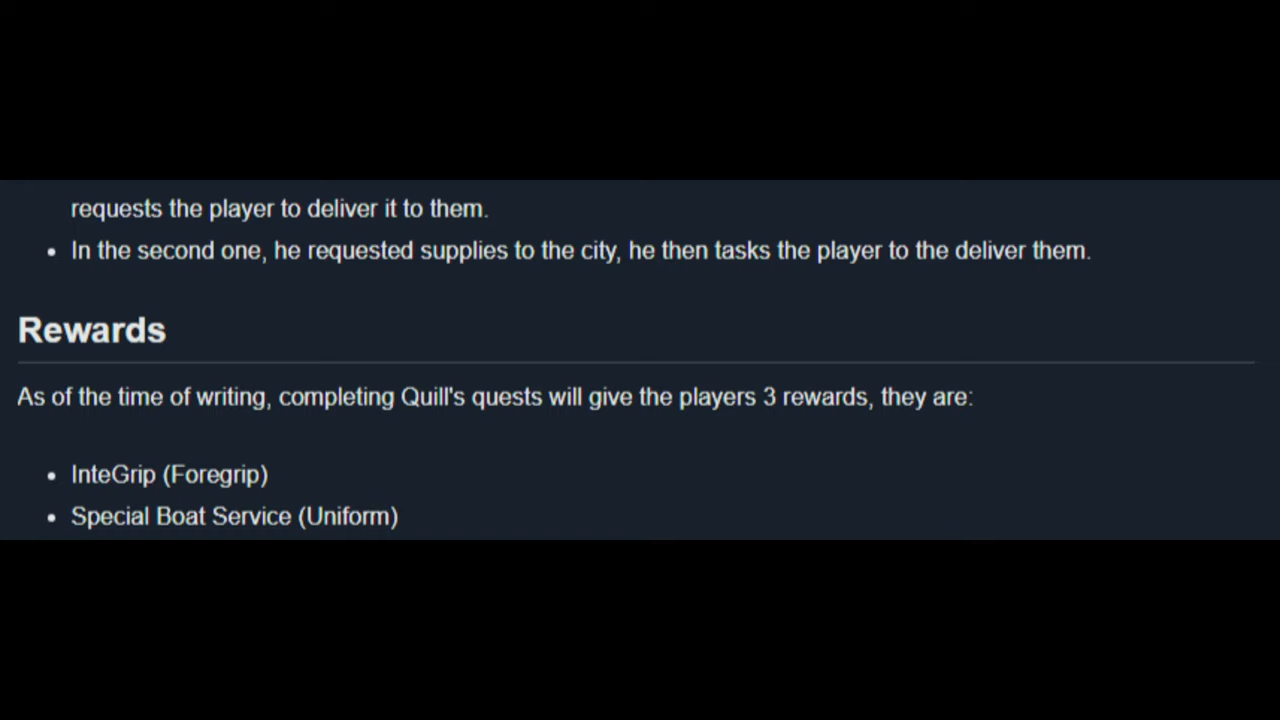 requests the player to deliver it to them.
• In the second one, he requested supplies to the city, he then tasks the player to the deliver them.
Rewards
As of the time of writing, completing Quill's quests will give the players 3 rewards, they are:
• InteGrip (Foregrip)
• Special Boat Service (Uniform)